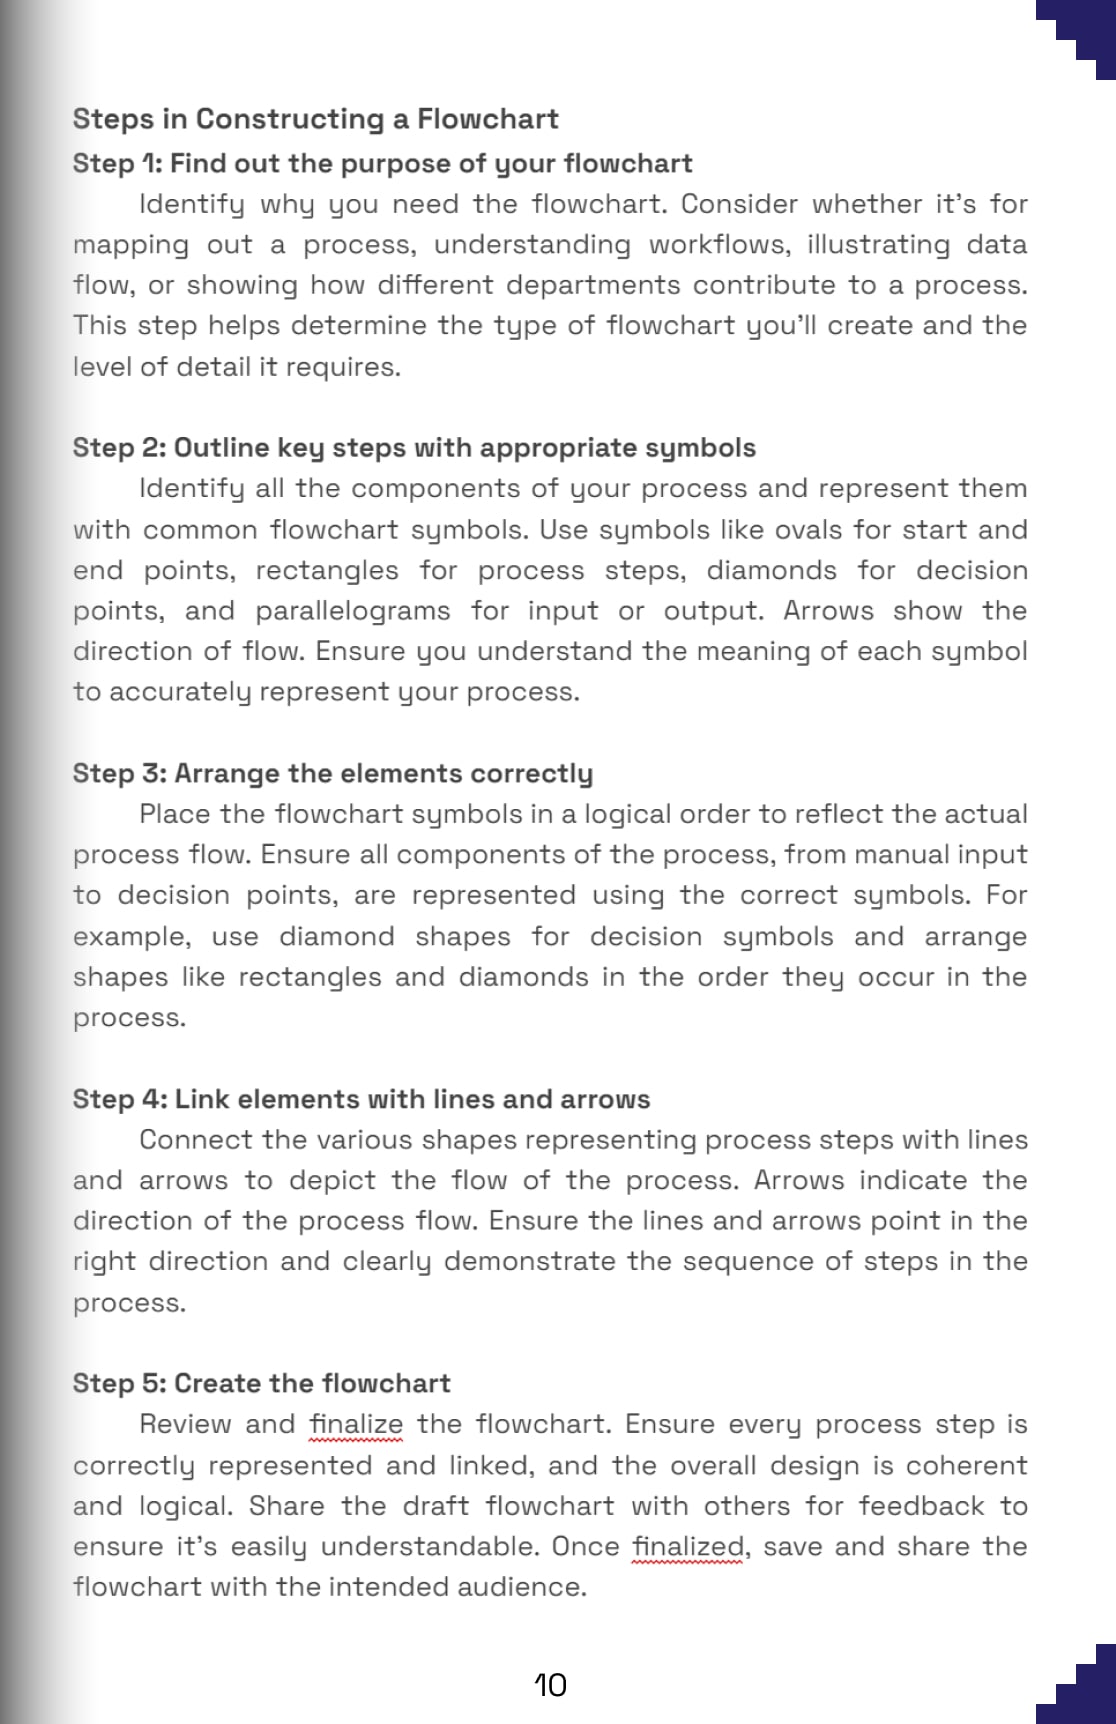 Steps in Constructing a Flowchart
Step 1: Find out the purpose of your flowchart
Identify why you need the flowchart. Consider whether it's for
mapping out a process, understanding workflows, illustrating data
flow, or showing how different departments contribute to a process.
This step helps determine the type of flowchart you'll create and the
level of detail it requires.
Step 2: Outline key steps with appropriate symbols
Identify all the components of your process and represent them
with common flowchart symbols. Use symbols like ovals for start and
end points, rectangles for process steps, diamonds for decision
points, and parallelograms for input or output. Arrows show the
direction of flow. Ensure you understand the meaning of each symbol
to accurately represent your process.
Step 3: Arrange the elements correctly
Place the flowchart symbols in a logical order to reflect the actual
process flow. Ensure all components of the process, from manual input
to decision points, are represented using the correct symbols. For
example, use diamond shapes for decision symbols and arrange
shapes like rectangles and diamonds in the order they occur in the
process.
Step 4: Link elements with lines and arrows
Connect the various shapes representing process steps with lines
and arrows to depict the flow of the process. Arrows indicate the
direction of the process flow. Ensure the lines and arrows point in the
right direction and clearly demonstrate the sequence of steps in the
process.
Step 5: Create the flowchart
Review and finalize the flowchart. Ensure every process step is
correctly represented and linked, and the overall design is coherent
and logical. Share the draft flowchart with others for feedback to
ensure it's easily understandable. Once finalized, save and share the
flowchart with the intended audience.
10